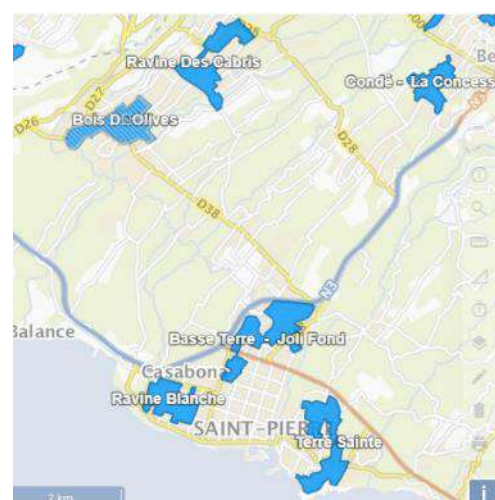 Ravine Des Cabris
Condé - La Concess
Be
D27
D26
Bois D'Olives
D28
D38
N3
Balance
Basse Terre - Joli Fond
Casabona
Ravine Blanche
SAINT-PIERRE
Terre Sainte
2 km